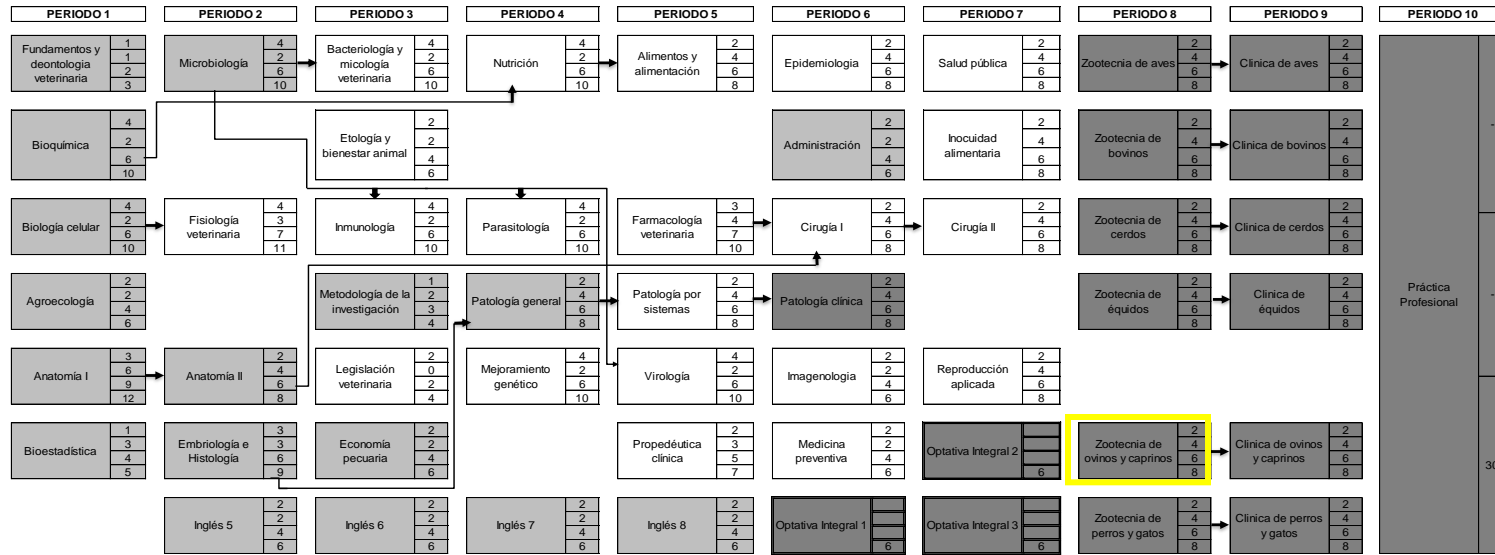 PERIODO 1 PERIODO 2 PERIODO 3 PERIODO 4 PERIODO 5 PERIODO 6 PERIODO 7 PERIODO 8 PERIODO 9 PERIODO 10
Fundamentos y
deontologia
veterinaria
1
1
2
3
Microbiología
4
2
6
10
Bacteriología y
micología
veterinaria
4
2
6
10
Nutrición
4
2
6
10
Alimentos y
alimentación
2
4
6
8
Epidemiologia
2
4
6
8
Salud pública
2
4
6
8
Zootecnia de aves
2
4
6
8
Clinica de aves
2
4
6
8
Bioquímica
4
2
6
10
Etología y
bienestar animal
2
2
4
6
Administración
2
2
4
6
Inocuidad
alimentaria
2
4
6
8
Zootecnia de
bovinos
2
4
6
8
Clinica de bovinos
2
4
6
8
Biología celular
4
2
6
10
Fisiología
veterinaria
4
3
7
11
Inmunología
4
2
6
10
Parasitología
4
2
6
10
Farmacología
veterinaria
3
4
7
10
Cirugía I
2
4
6
8
Cirugía II
2
4
6
8
Zootecnia de
cerdos
2
4
6
8
Clinica de cerdos
2
4
6
8
Agroecología
2
2
4
6
Metodología de la
investigación
1
2
3
4
Patología general
2
4
6
8
Patología por
sistemas
2
4
6
8
Patología clínica
2
4
6
8
Zootecnia de
équidos
2
4
6
8
Clinica de
équidos
2
4
6
8
Práctica
Profesional
-
-
30
Anatomía I
3
6
9
12
Anatomía II
2
4
6
8
Legislación
veterinaria
2
0
2
4
Mejoramiento
genético
4
2
6
10
Virología
4
2
6
10
Imagenologia
2
2
4
6
Reproducción
aplicada
2
4
6
8
Bioestadística
1
3
4
5
Embriología e
Histología
3
3
6
9
Economía
pecuaria
2
2
4
6
Propedéutica
clínica
2
3
5
7
Medicina
preventiva
2
2
4
6
Optativa Integral 2
6
Zootecnia de
ovinos y caprinos
2
4
6
8
Clinica de ovinos
y caprinos
2
4
6
8
Inglés 5
2
2
4
6
Inglés 6
2
2
4
6
Inglés 7
2
2
4
6
Inglés 8
2
2
4
6
Optativa Integral 1
6
Optativa Integral 3
6
Zootecnia de
perros y gatos
2
4
6
8
Clinica de perros
y gatos
2
4
6
8